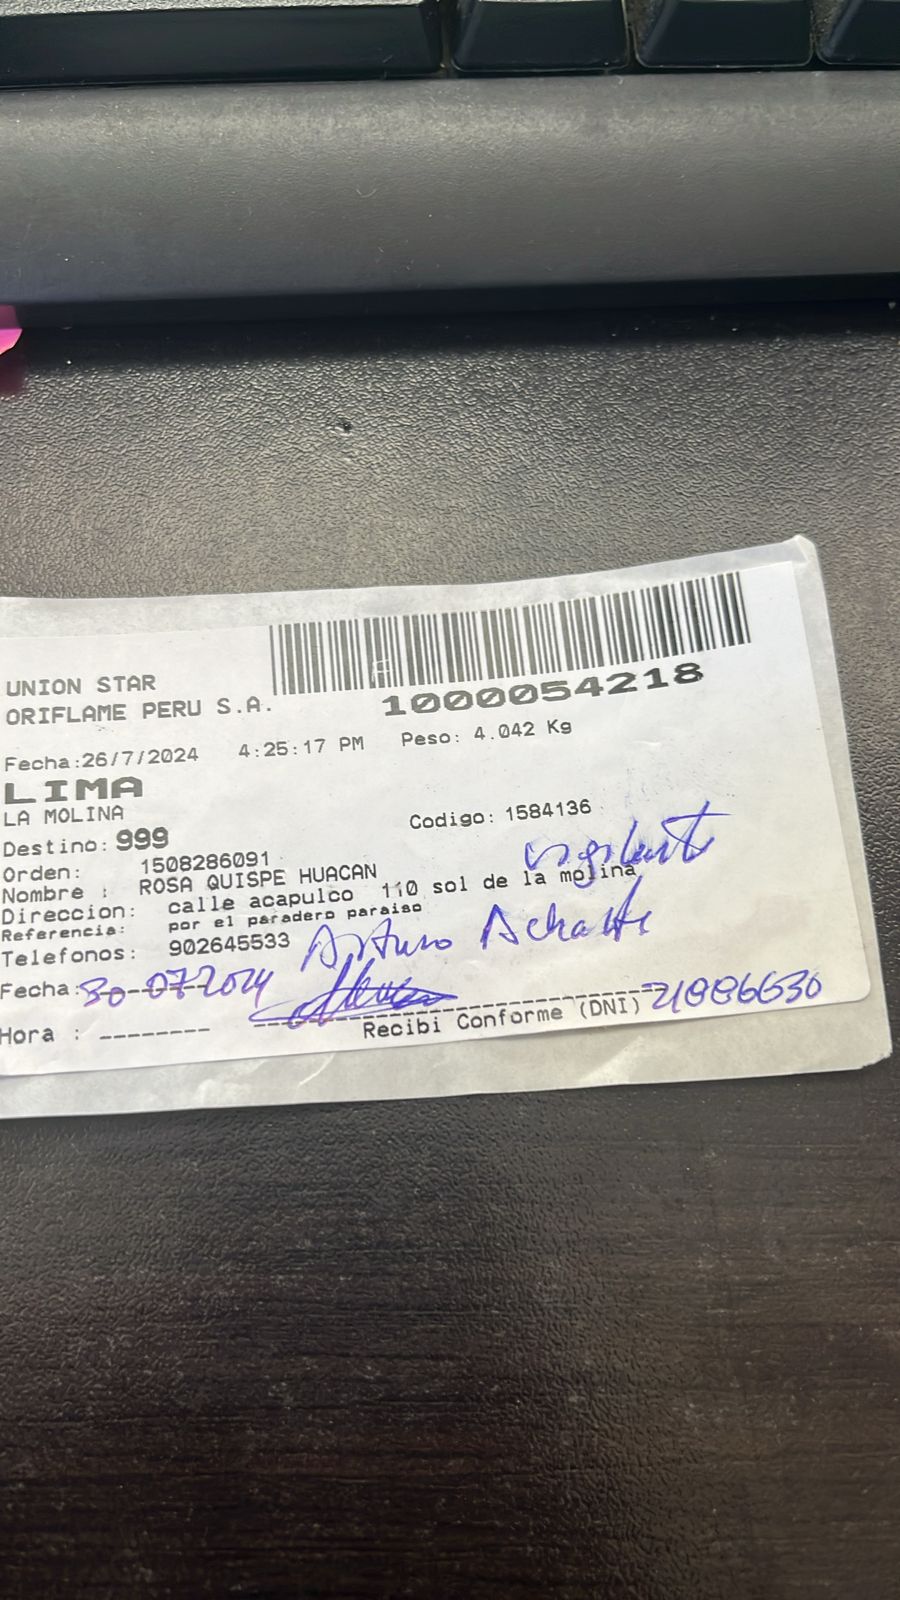 UNION STAR
ORIFLAME PERU S.A.
1000054218
Fecha:26/7/2024 4:25:17 PM Peso: 4.042 Kg
LIMA
LA MOLINA
Destino: 999 Codigo: 1584136
Orden: 1508286091 vigilante
Nombre : ROSA QUISPE HUACAN
Direccion: calle acapulco 110 sol de la molina
Referencia: por el paradero paraiso
Telefonos: 902645533 Arturo
Fecha:30-07-2024
Hora : -------- Recibi Conforme (DNI)